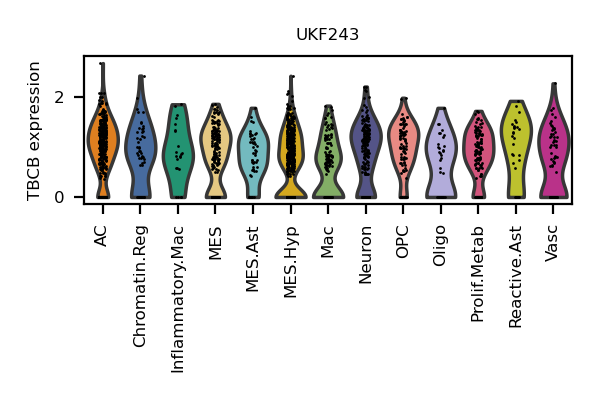 UKF243
TBCB expression
2
0
AC
Chromatin.Reg
Inflammatory.Mac
MES
MES.Ast
MES.Hyp
Mac
Neuron
OPC
Oligo
Prolif.Metab
Reactive.Ast
Vasc